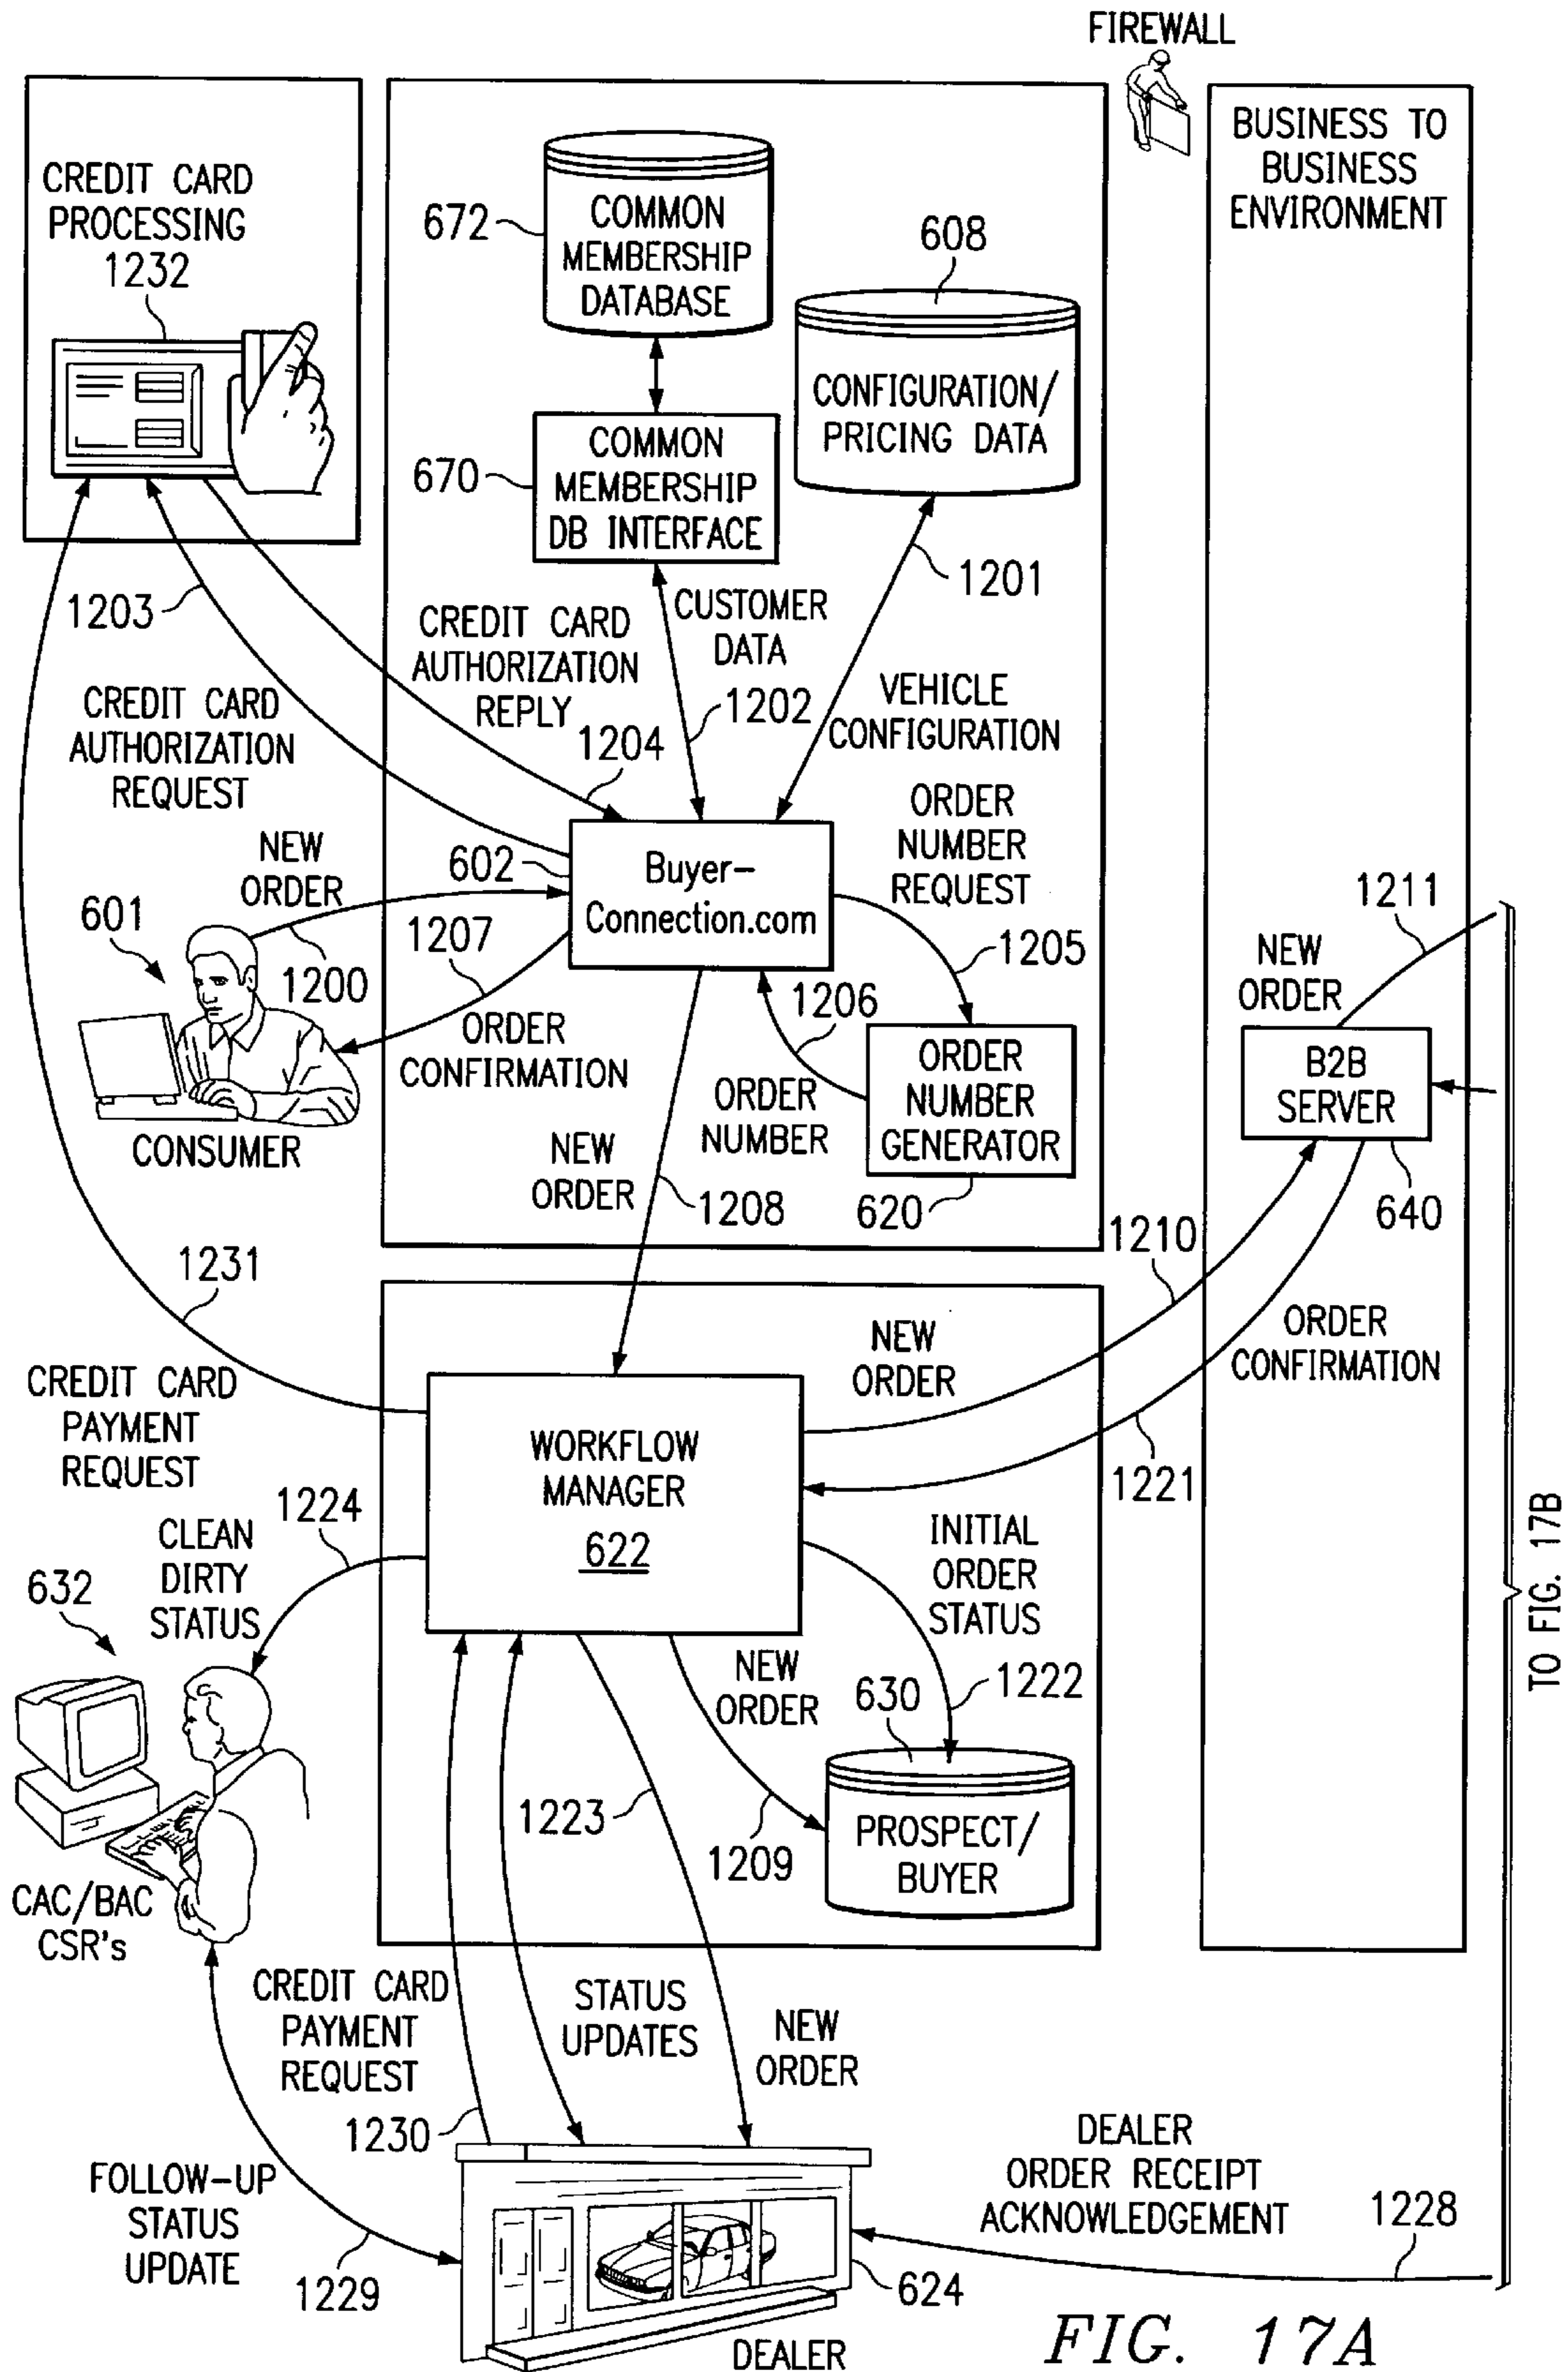 FIREWALL
CREDIT CARD
PROCESSING
1232
672
COMMON
MEMBERSHIP
DATABASE
608
CONFIGURATION/
PRICING DATA
BUSINESS TO
BUSINESS
ENVIRONMENT
670
COMMON
MEMBERSHIP
DB INTERFACE
1201
1203
CREDIT CARD
AUTHORIZATION
REPLY
1204
CUSTOMER
DATA
1202
VEHICLE
CONFIGURATION
CREDIT CARD
AUTHORIZATION
REQUEST
NEW
ORDER
602
Buyer-
Connection.com
ORDER
NUMBER
REQUEST
601
1200
1207
1205
1206
1211
NEW
ORDER
ORDER
CONFIRMATION
CONSUMER
ORDER
NUMBER
ORDER
NUMBER
GENERATOR
620
B2B
SERVER
640
NEW
ORDER
1208
1210
1231
NEW
ORDER
ORDER
CONFIRMATION
CREDIT CARD
PAYMENT
REQUEST
WORKFLOW
MANAGER
622
1221
1224
CLEAN
DIRTY
STATUS
INITIAL
ORDER
STATUS
632
NEW
ORDER
630
1222
1223
1209
PROSPECT/
BUYER
TO FIG. 17B
CAC/BAC
CSR's
CREDIT CARD
PAYMENT
REQUEST
1230
STATUS
UPDATES
NEW
ORDER
FOLLOW-UP
STATUS
UPDATE
1229
DEALER
ORDER RECEIPT
ACKNOWLEDGEMENT
1228
624
DEALER
FIG. 17A